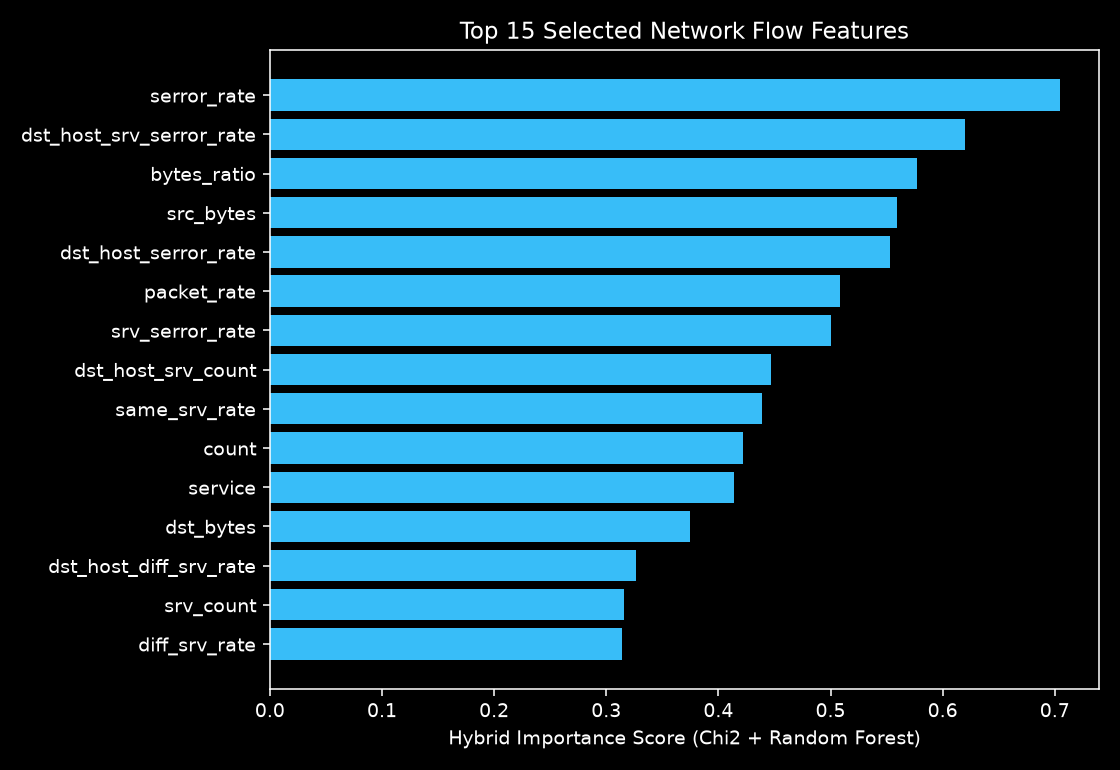 Top 15 Selected Network Flow Features
serror_rate
dst_host_srv_serror_rate
bytes_ratio
src_bytes
dst_host_serror_rate
packet_rate
srv_serror_rate
dst_host_srv_count
same_srv_rate
count
service
dst_bytes
dst_host_diff_srv_rate
srv_count
diff_srv_rate
0.0 0.1 0.2 0.3 0.4 0.5 0.6 0.7
Hybrid Importance Score (Chi2 + Random Forest)